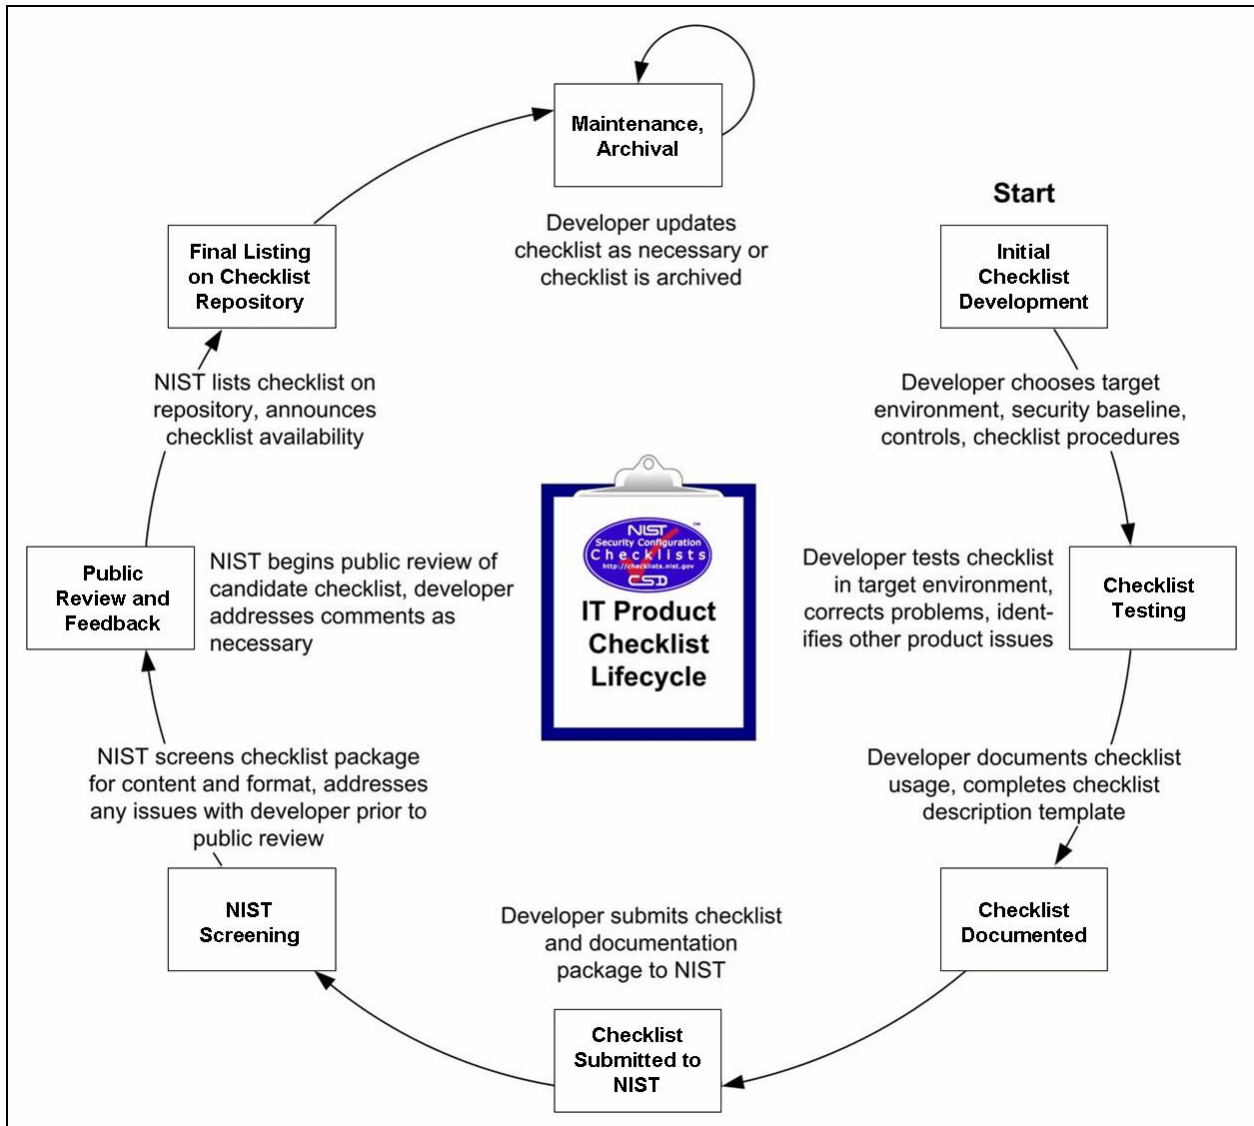 Start
Initial
Checklist
Development
Developer chooses target
environment, security baseline,
controls, checklist procedures
Checklist
Testing
Developer tests checklist
in target environment,
corrects problems, ident-
ifies other product issues
Developer documents checklist
usage, completes checklist
description template
Checklist
Documented
Developer submits checklist
and documentation
package to NIST
Checklist
Submitted to
NIST
NIST
Screening
NIST screens checklist package
for content and format, addresses
any issues with developer prior to
public review
Public
Review and
Feedback
NIST begins public review of
candidate checklist, developer
addresses comments as
necessary
NIST lists checklist on
repository, announces
checklist availability
Final Listing
on Checklist
Repository
Maintenance,
Archival
Developer updates
checklist as necessary or
checklist is archived
NIST
TM
Security Configuration
Checklists
http://checklists.nist.gov
CSD
IT Product
Checklist
Lifecycle